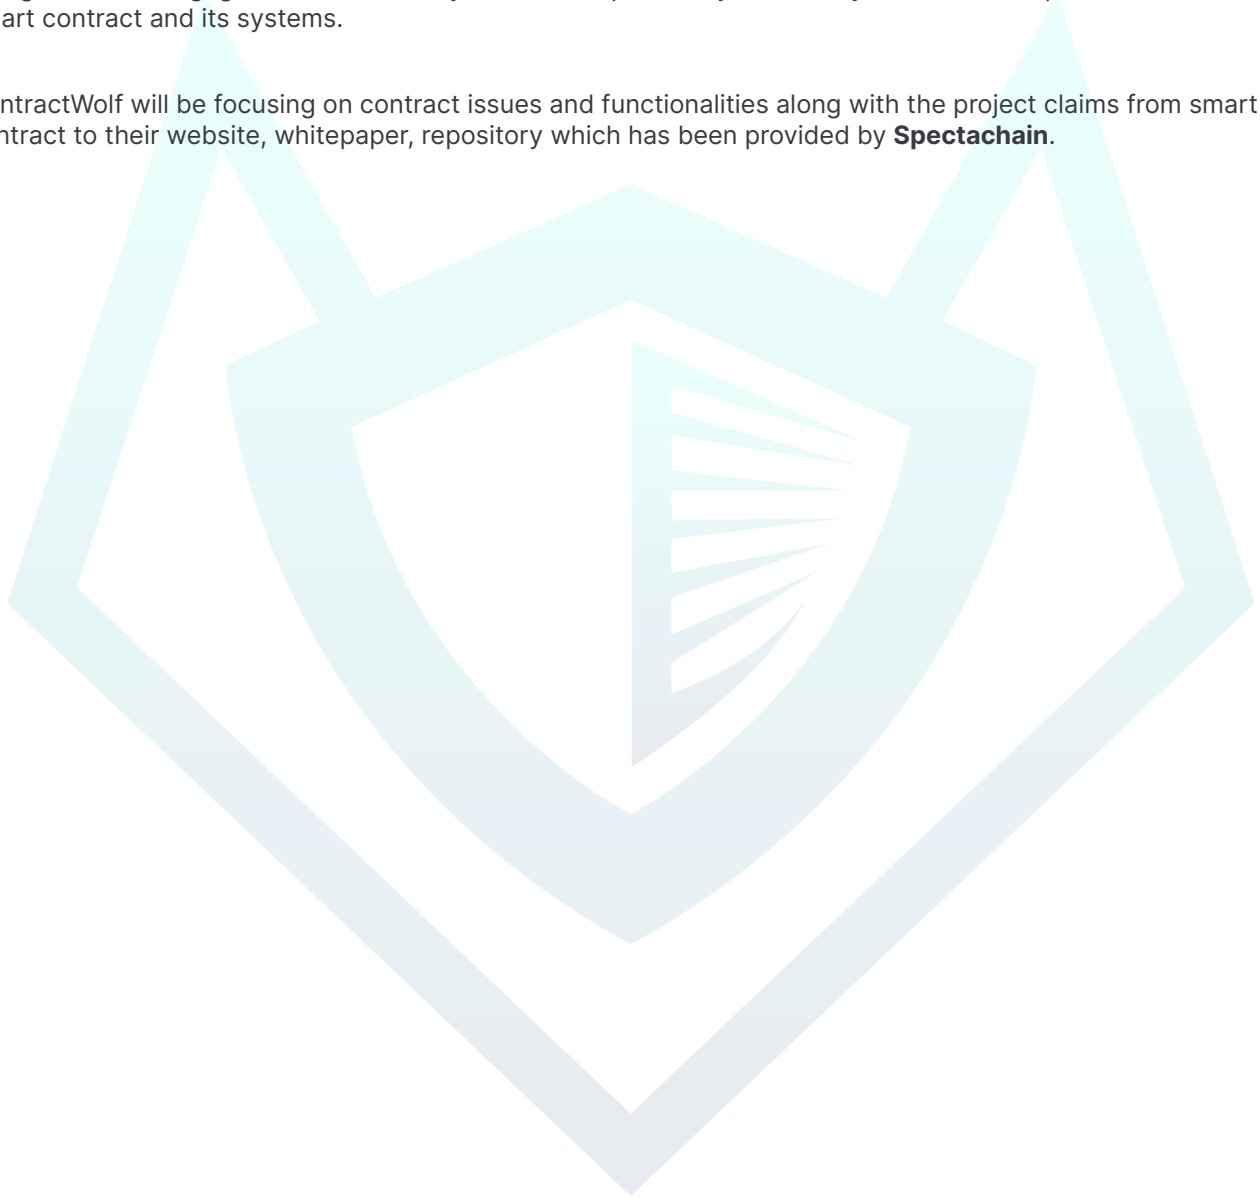 art contract and its systems.
ntractWolf will be focusing on contract issues and functionalities along with the project claims from smart
ntract to their website, whitepaper, repository which has been provided by Spectachain.